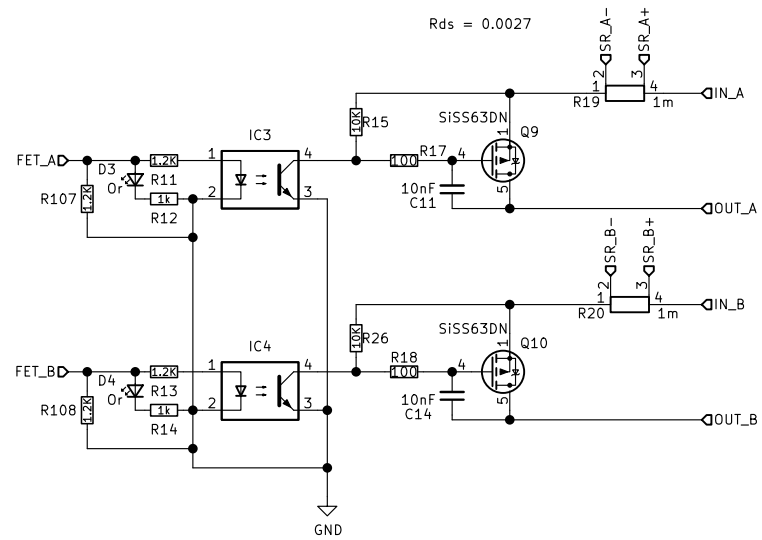 Rds = 0.0027
SR_A-
SR_A+
2
3
1
4
R19
1m
IN_A
10K
R15
SiSS63DN
Q9
1
IC3
FET_A
D3
Or
1.2K
R11
1
4
100
R17
4
R107
1.2K
1k
R12
2
3
10nF
C11
5
OUT_A
SR_B-
SR_B+
2
3
1
4
R20
1m
IN_B
10K
R26
SiSS63DN
Q10
1
IC4
FET_B
D4
Or
1.2K
R13
1
4
R18
100
4
R108
1.2K
1k
R14
2
3
10nF
C14
5
OUT_B
GND